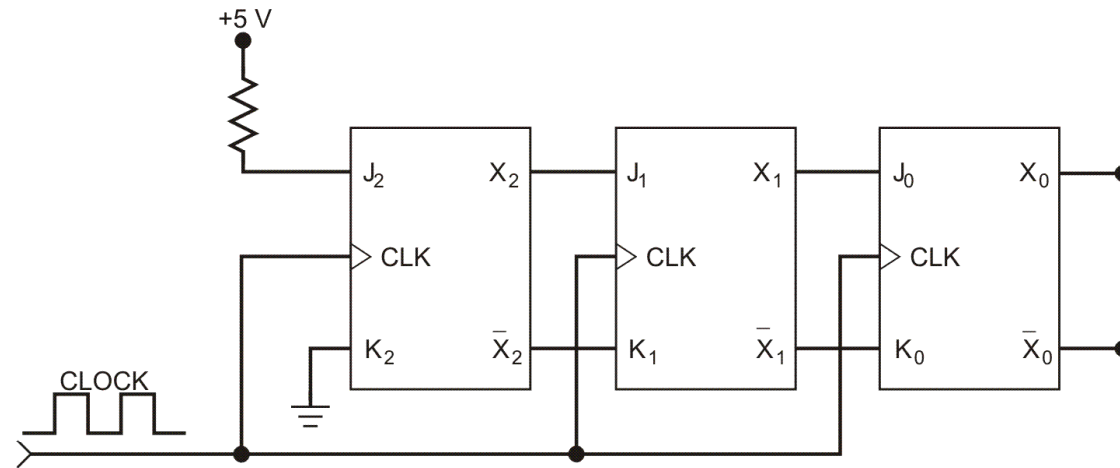 +5 V
J₂ X₂ J₁ X₁ J₀ X₀
CLK CLK CLK
K₂ X̅₂ K₁ X̅₁ K₀ X̅₀
CLOCK